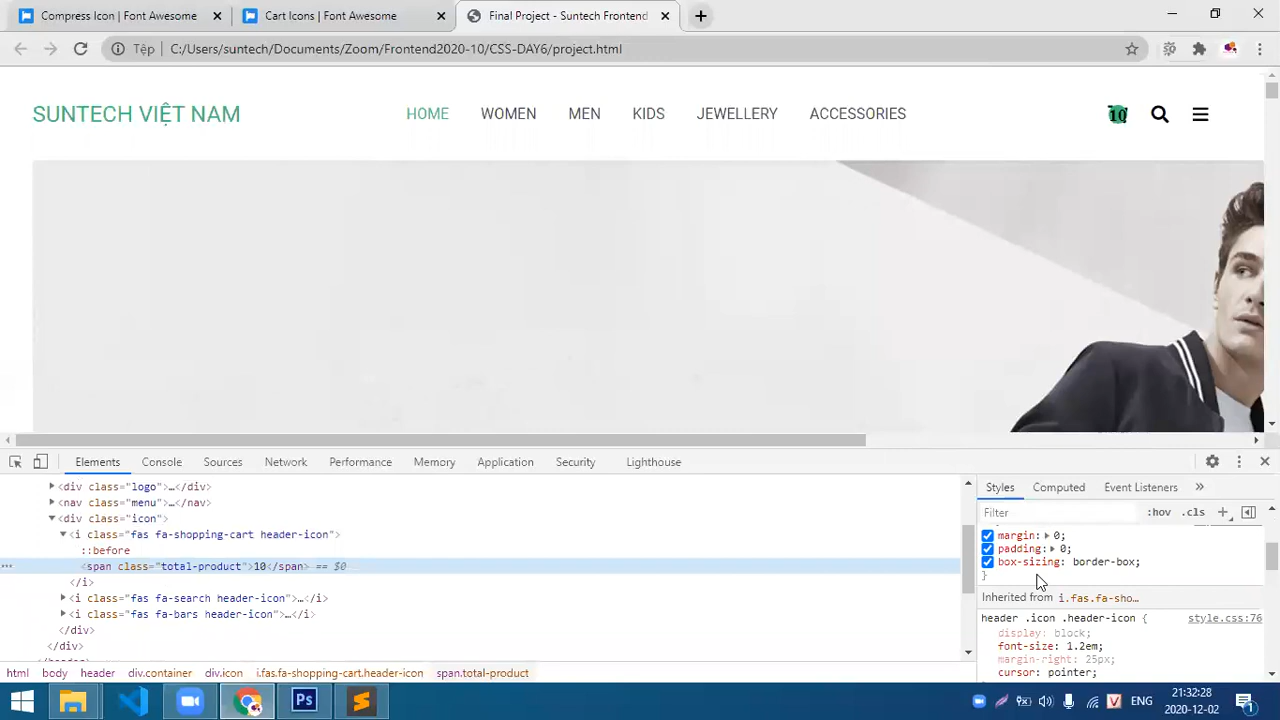 Compress Icon | Font Awesome
Cart Icons | Font Awesome
Final Project - Suntech Frontend
Tệp
C:/Users/suntech/Documents/Zoom/Frontend2020-10/CSS-DAY6/project.html
SUNTECH VIỆT NAM
HOME
WOMEN
MEN
KIDS
JEWELLERY
ACCESSORIES
10
Elements
Console
Sources
Network
Performance
Memory
Application
Security
Lighthouse
<div class="logo">…</div>
<nav class="menu">…</nav>
<div class="icon">
<i class="fas fa-shopping-cart header-icon">
::before
<span class="total-product">10</span> == $0
</i>
<i class="fas fa-search header-icon">…</i>
<i class="fas fa-bars header-icon">…</i>
</div>
</div>
html
body
header
div.container
div.icon
i.fas.fa-shopping-cart.header-icon
span.total-product
Styles
Computed
Event Listeners
»
Filter
:hov
.cls
margin: 0;
padding: 0;
box-sizing: border-box;
}
Inherited from i.fas.fa-sho…
header .icon .header-icon {
style.css:76
display: block;
font-size: 1.2em;
margin-right: 25px;
cursor: pointer;
ENG
21:32:28
2020-12-02